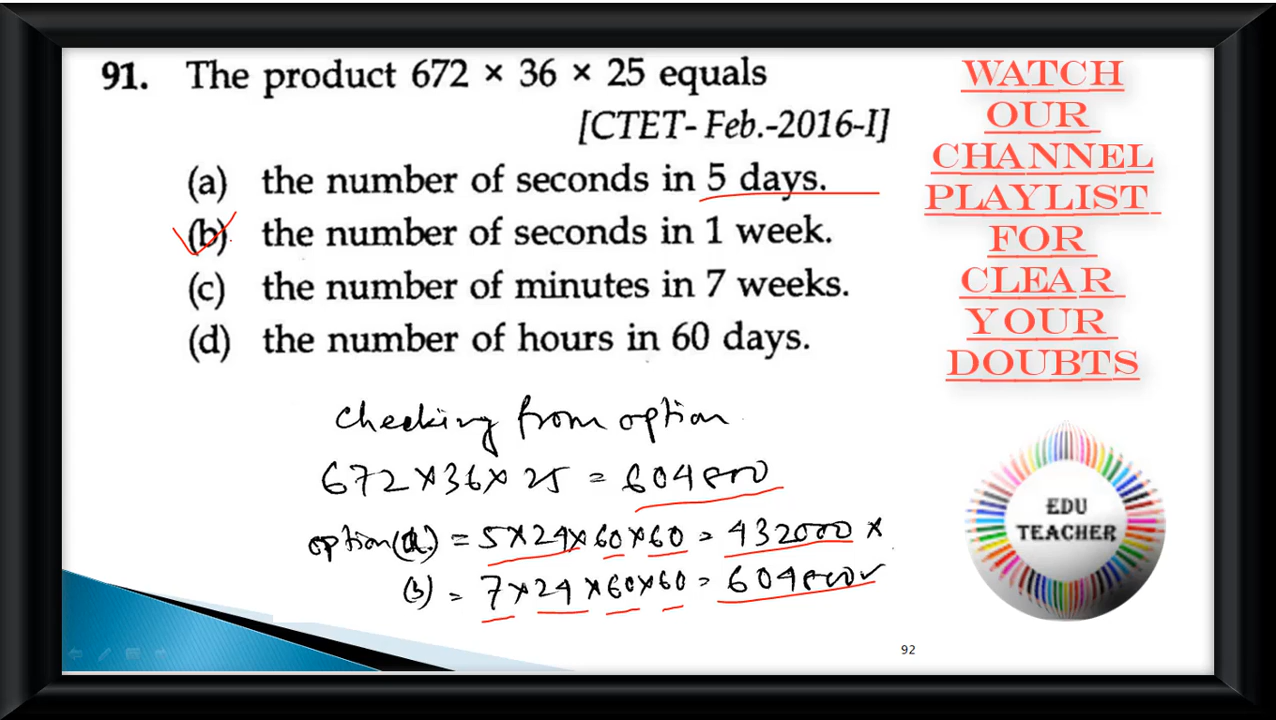 91. The product 672 × 36 × 25 equals
[CTET- Feb.-2016-I]
(a) the number of seconds in 5 days.
(b) the number of seconds in 1 week.
(c) the number of minutes in 7 weeks.
(d) the number of hours in 60 days.
checking from option
672×36×25 = 604800
option(a) = 5×24×60×60 = 432000 ×
(b) = 7×24×60×60 = 604800✓
92
WATCH
OUR
CHANNEL
PLAYLIST
FOR
CLEAR
YOUR
DOUBTS
EDU
TEACHER